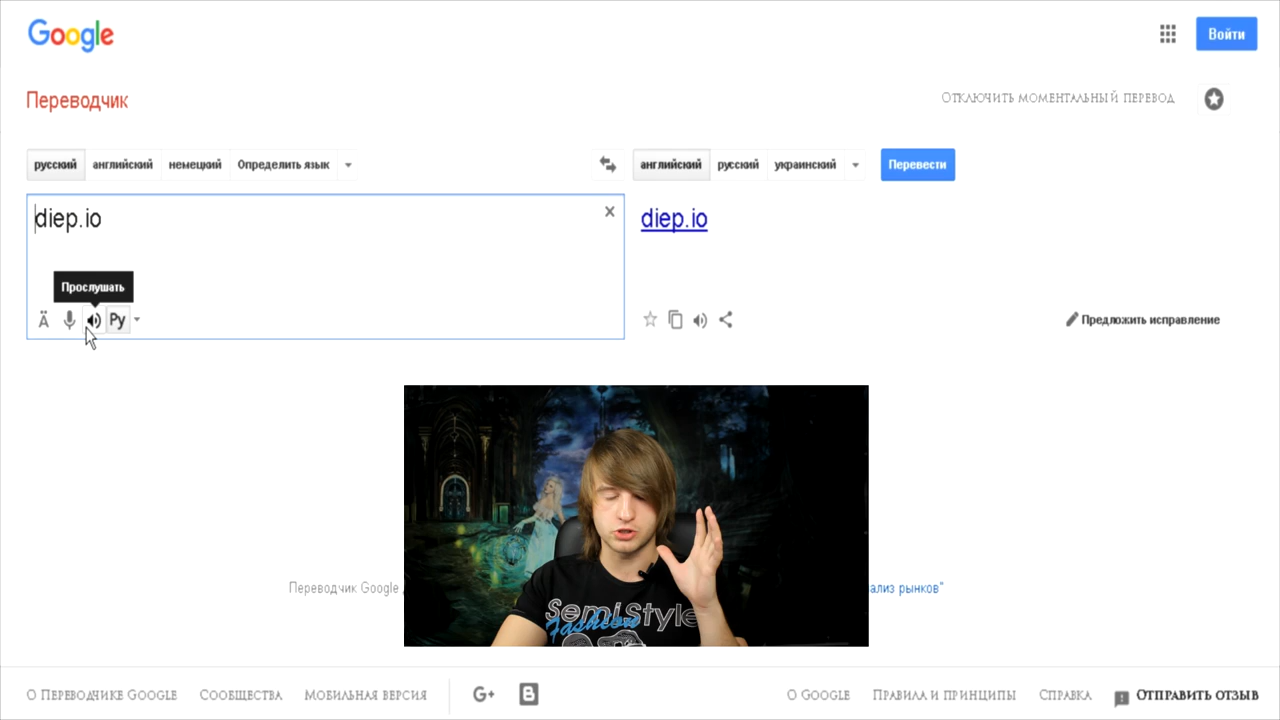 Google
Войти
Переводчик
Отключить моментальный перевод
русский английский немецкий Определить язык
английский русский украинский Перевести
diep.io
diep.io
Прослушать
Ä Ру
Предложить исправление
SemiStyle
Fashion
Переводчик Google
ализ рынков"
О Переводчике Google Сообщества Мобильная версия G+ B О Google Правила и принципы Справка Отправить отзыв